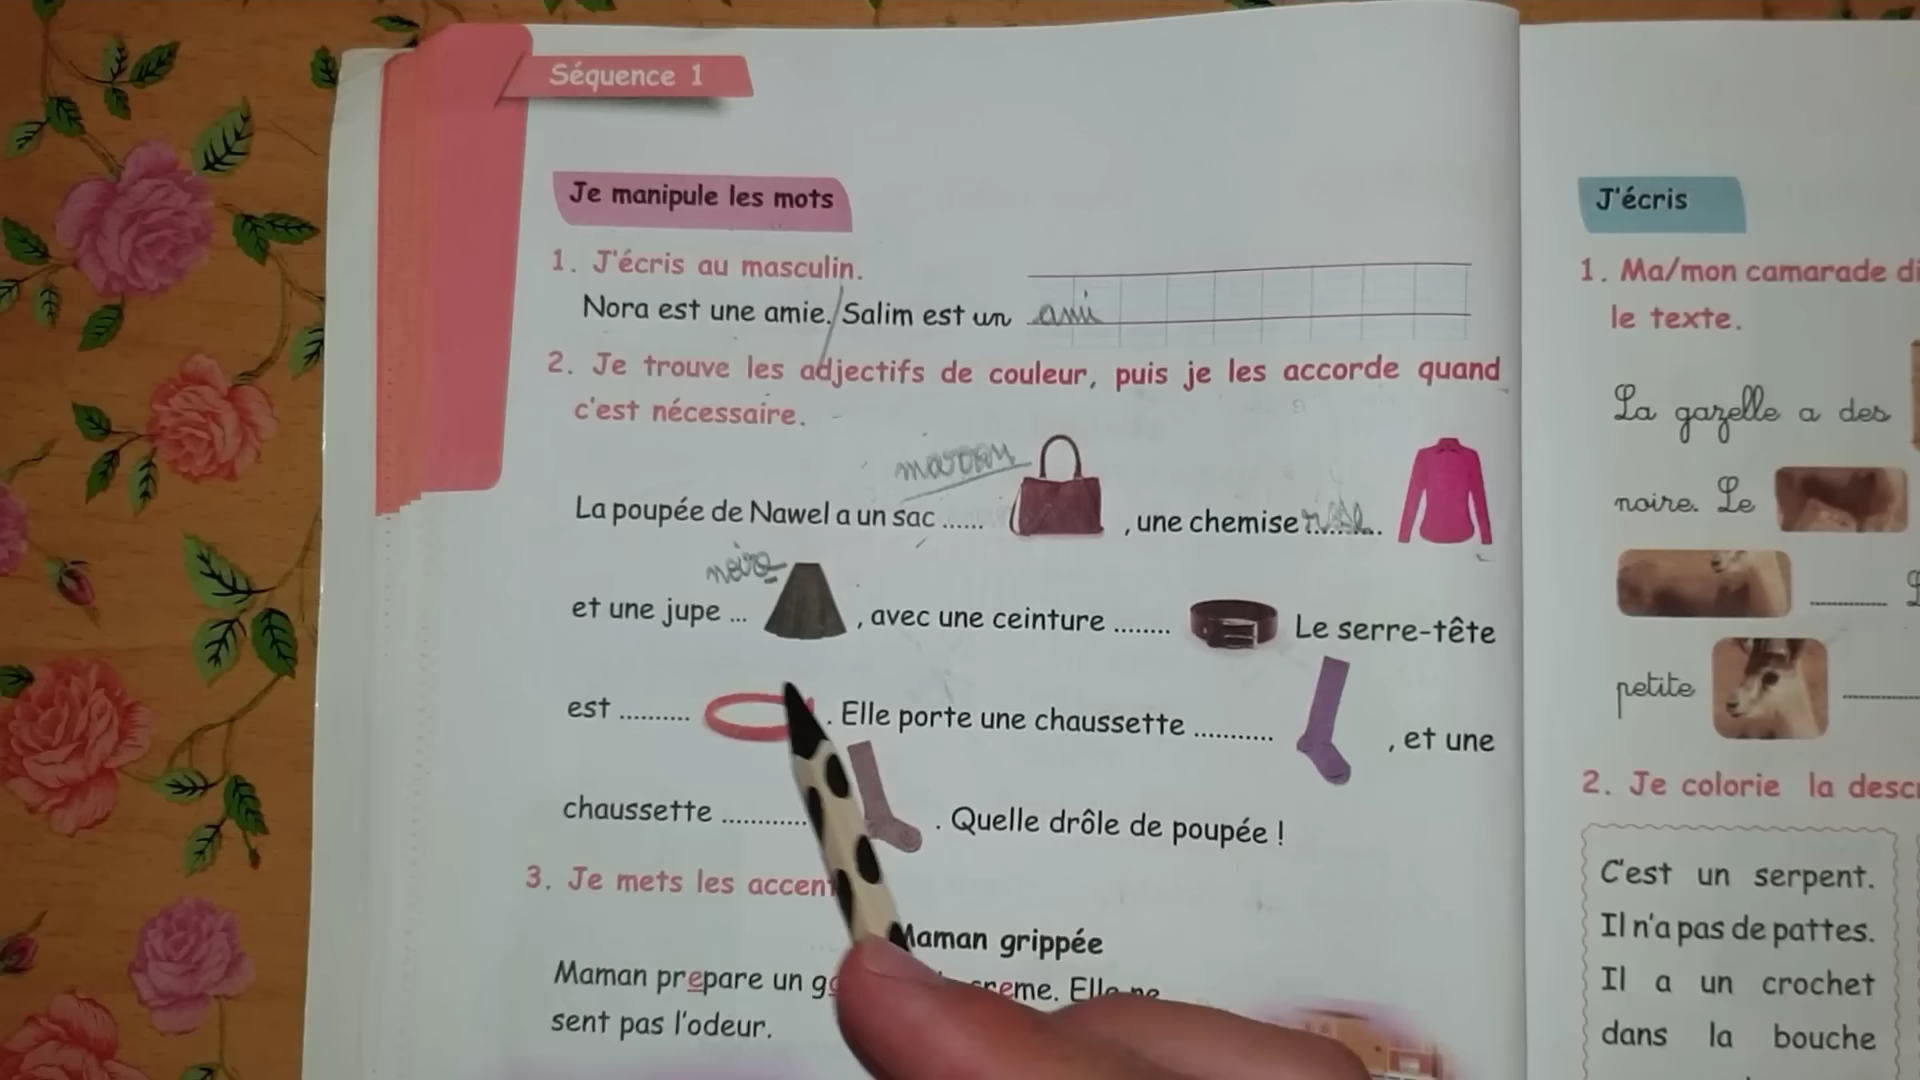 Séquence 1
Je manipule les mots
1. J'écris au masculin.
Nora est une amie. Salim est un ami
2. Je trouve les adjectifs de couleur, puis je les accorde quand
c'est nécessaire.
marron
La poupée de Nawel a un sac ......, une chemise ........
noire
et une jupe ... , avec une ceinture ........ Le serre-tête
est .......... . Elle porte une chaussette ........... , et une
chaussette ............ . Quelle drôle de poupée !
3. Je mets les
Maman grippée
Maman prepare un
Elle ne
sent pas l'odeur.
J'écris
1. Ma/mon camarade
le texte.
La gazelle a des
noire. Le
petite
2. Je colorie la
C'est un serpent.
Il n'a pas de pattes.
Il a un crochet
dans la bouche